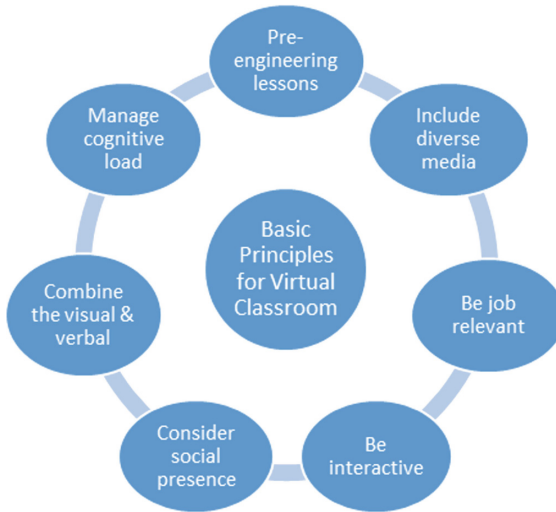 Pre-
engineering
lessons
Include
diverse
media
Be job
relevant
Be
interactive
Consider
social
presence
Combine
the visual &
verbal
Manage
cognitive
load
Basic
Principles
for Virtual
Classroom